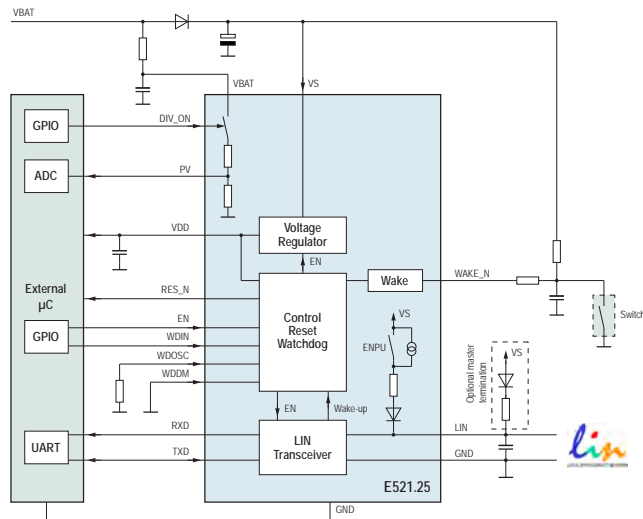 VBAT
VBAT
VS
GPIO
DIV_ON
ADC
PV
VDD
Voltage
Regulator
EN
External
µC
RES_N
Control
Reset
Watchdog
Wake
WAKE_N
Switch
GPIO
EN
WDIN
WDOSC
WDDM
VS
ENPU
Optional master
termination
VS
EN
Wake-up
UART
RXD
TXD
LIN
Transceiver
LIN
GND
E521.25
GND
lin